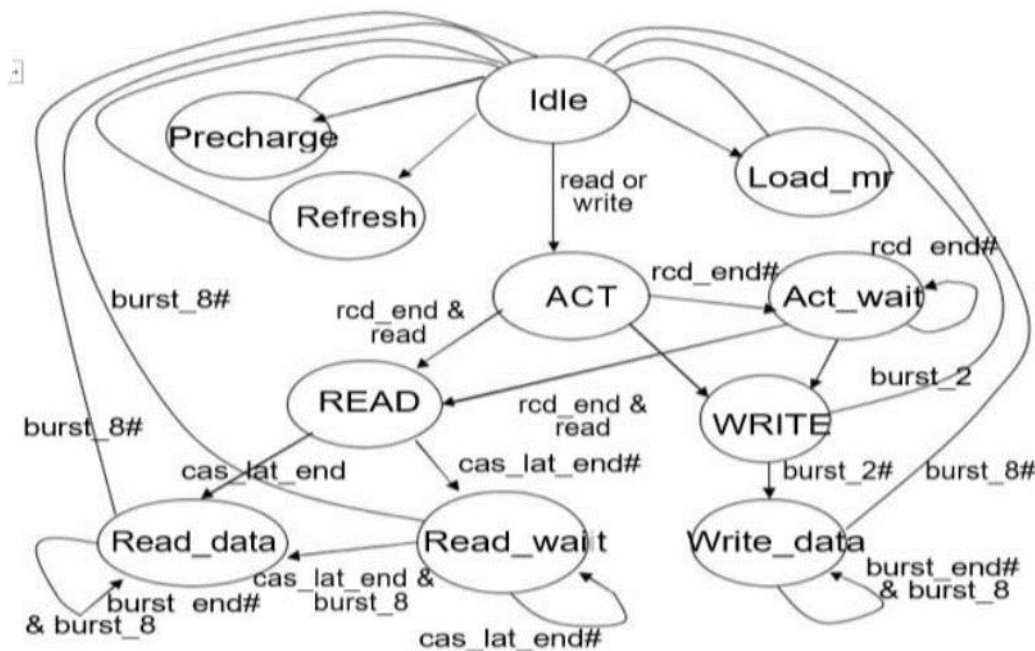 Idle
Precharge
Load_mr
read or
write
Refresh
rcd_end#
rcd_end#
ACT
Act_wait
burst_8#
rcd_end &
read
burst_2
READ
rcd_end &
read
WRITE
burst_8#
cas_lat_end
cas_lat_end#
burst_2#
burst_8#
Read_data
Read_wait
Write_data
burst_end#
& burst_8
cas_lat_end &
burst_8
burst_end#
& burst_8
cas_lat_end#